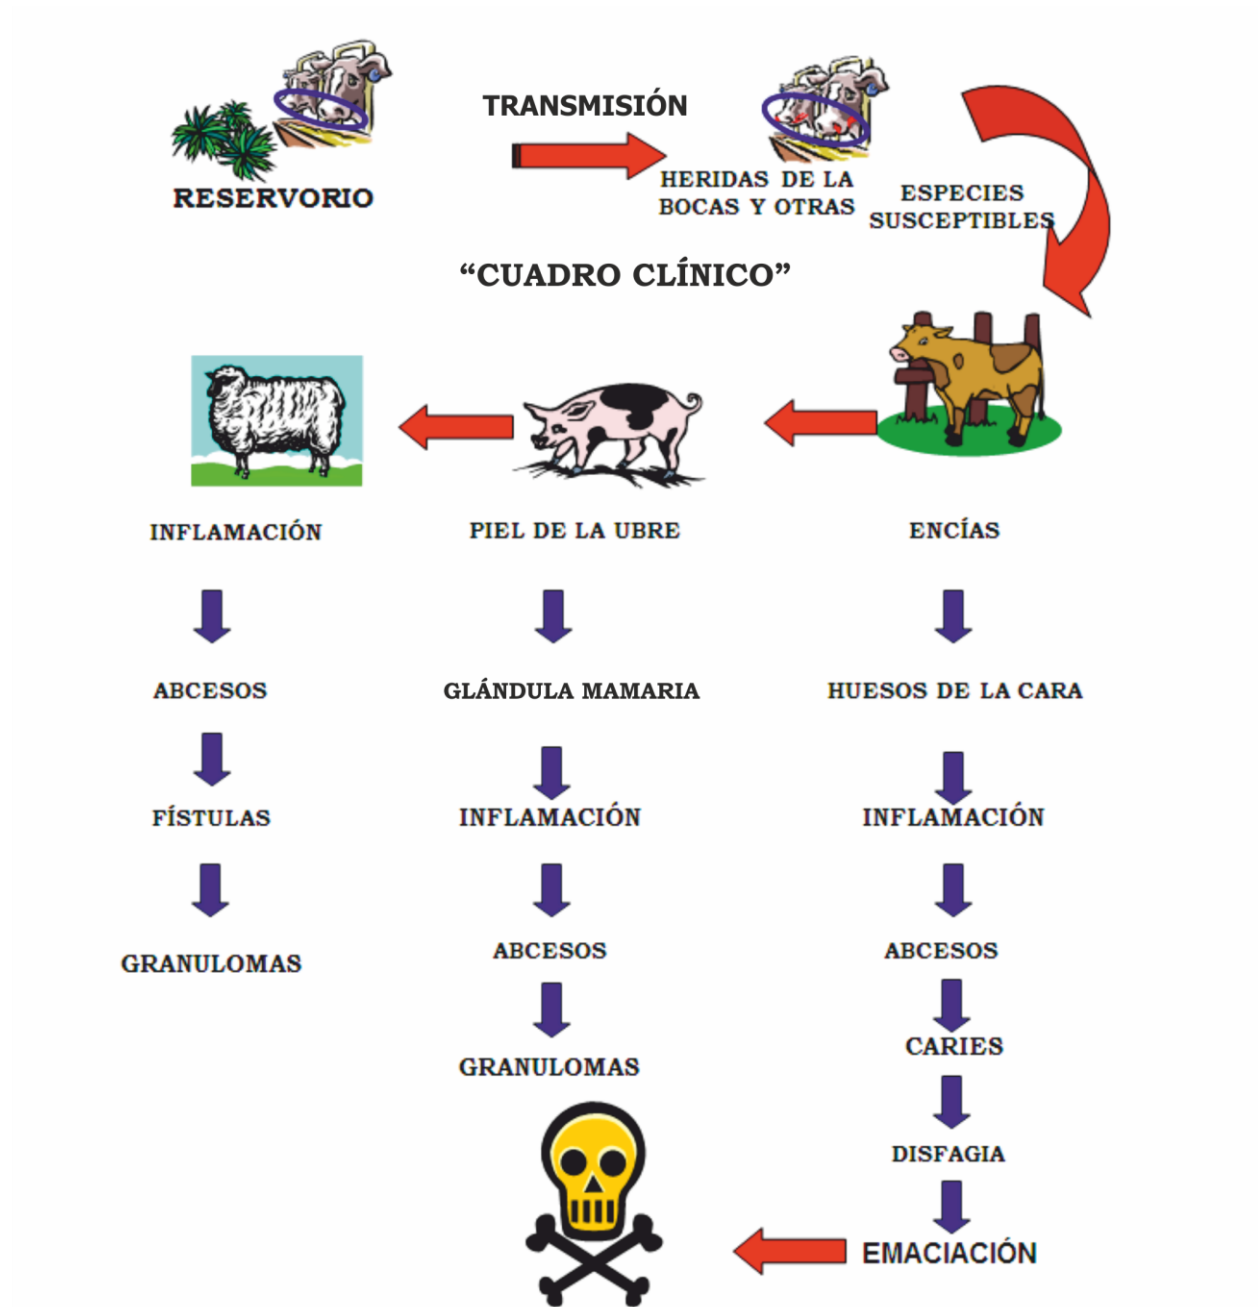 TRANSMISIÓN
RESERVORIO
HERIDAS DE LA
BOCAS Y OTRAS
ESPECIES
SUSCEPTIBLES
“CUADRO CLÍNICO”
INFLAMACIÓN
PIEL DE LA UBRE
ENCÍAS
ABCESOS
GLÁNDULA MAMARIA
HUESOS DE LA CARA
FÍSTULAS
INFLAMACIÓN
INFLAMACIÓN
GRANULOMAS
ABCESOS
ABCESOS
GRANULOMAS
CARIES
DISFAGIA
EMACIACIÓN